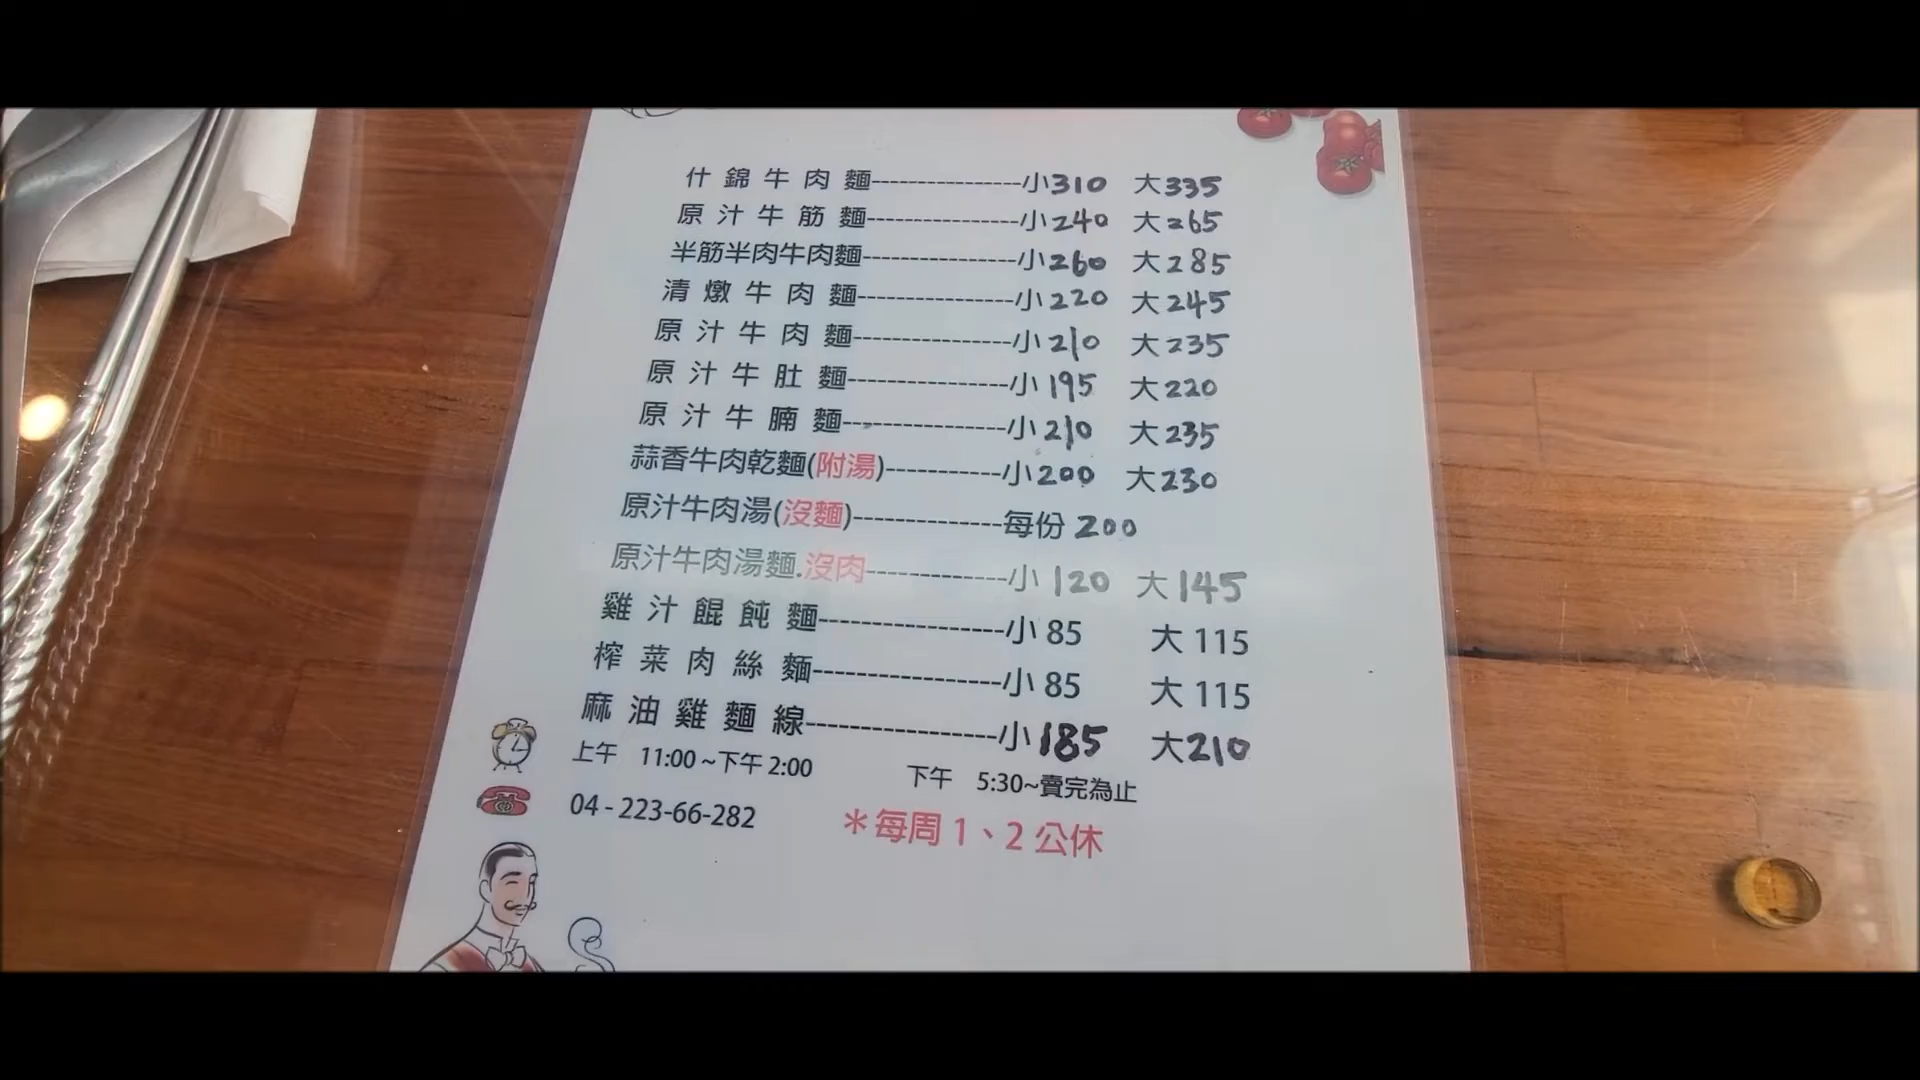 什錦牛肉麵----------------小310 大335
原汁牛筋麵----------------小240 大265
半筋半肉牛肉麵----------------小260 大285
清燉牛肉麵----------------小220 大245
原汁牛肉麵----------------小210 大235
原汁牛肚麵----------------小195 大220
原汁牛腩麵----------------小210 大235
蒜香牛肉乾麵(附湯)------------小200 大230
原汁牛肉湯(沒麵)--------------每份200
原汁牛肉湯麵.沒肉--------------小120 大145
雞汁餛飩麵-------------------小85 大115
榨菜肉絲麵-------------------小85 大115
麻油雞麵線-------------------小185 大210
上午 11:00~下午2:00 下午 5:30~賣完為止
04-223-66-282 ＊每周1、2公休